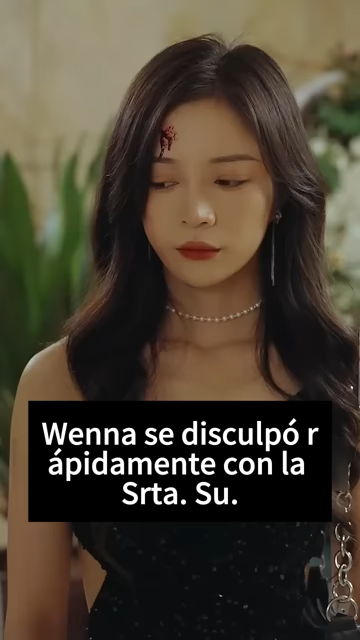 Wenna se disculpó r
ápidamente con la
Srta. Su.